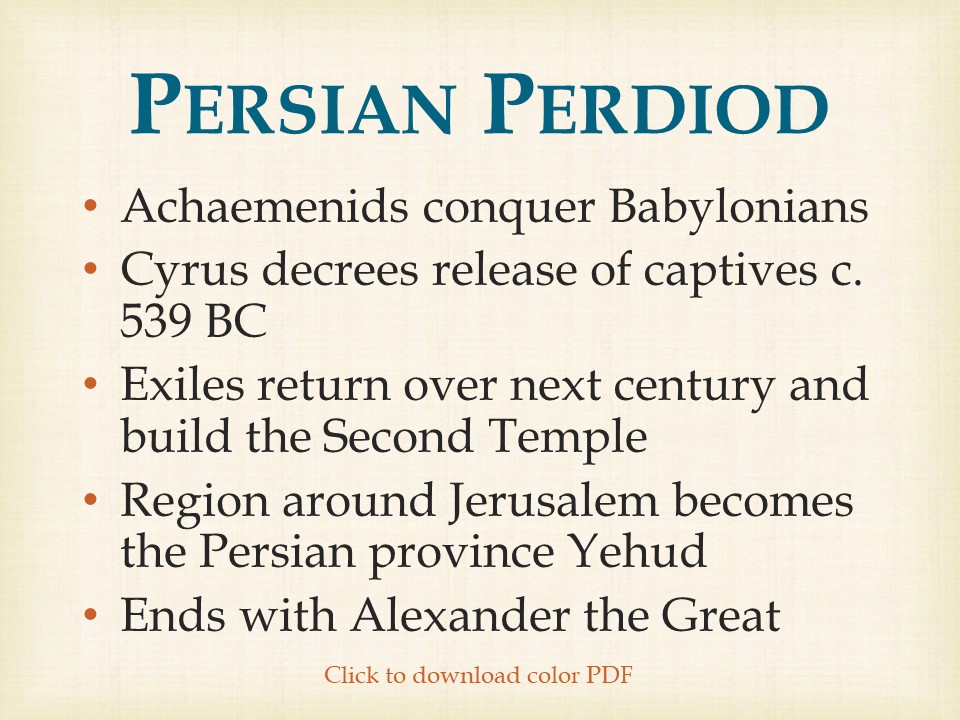 PERSIAN PERDIOD
• Achaemenids conquer Babylonians
• Cyrus decrees release of captives c.
539 BC
• Exiles return over next century and
build the Second Temple
• Region around Jerusalem becomes
the Persian province Yehud
• Ends with Alexander the Great
Click to download color PDF